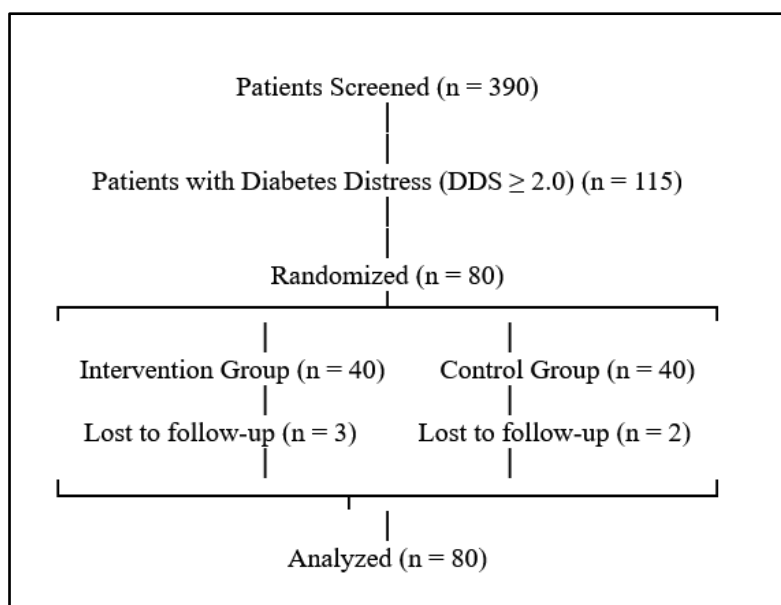 Patients Screened (n = 390)
Patients with Diabetes Distress (DDS ≥ 2.0) (n = 115)
Randomized (n = 80)
Intervention Group (n = 40)
Control Group (n = 40)
Lost to follow-up (n = 3)
Lost to follow-up (n = 2)
Analyzed (n = 80)